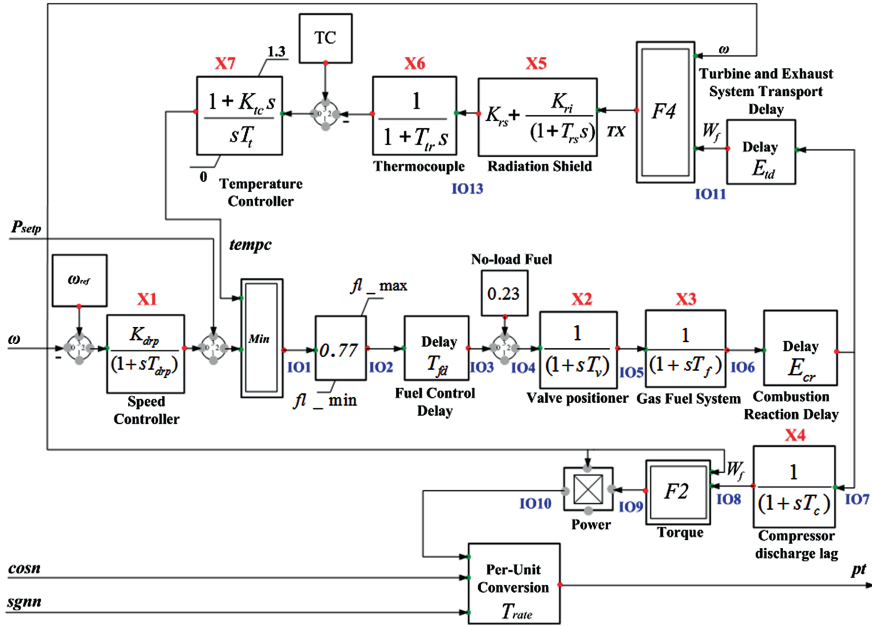 X7
1.3
TC
X6
X5
ω
1 + K_tc s
sT_t
0
Temperature
Controller
-
1
1 + T_tr s
Thermocouple
IO13
K_rs + K_ri
(1 + T_rs s)
Radiation Shield
TX
F4
Turbine and Exhaust
System Transport
Delay
W_f
IO11
Delay
E_td
P_setp
tempc
ω_ref
ω
-
X1
K_drp
(1 + sT_drp)
Speed
Controller
Min
IO1
fl _ max
0.77
fl _ min
IO2
Delay
T_fd
Fuel Control
Delay
IO3
No-load Fuel
0.23
IO4
X2
1
(1 + sT_v)
Valve positioner
IO5
X3
1
(1 + sT_f)
Gas Fuel System
IO6
Delay
E_cr
Combustion
Reaction Delay
X4
1
(1 + sT_c)
Compressor
discharge lag
IO7
W_f
IO8
F2
Torque
IO9
Power
IO10
cosn
sgnn
Per-Unit
Conversion
T_rate
pt